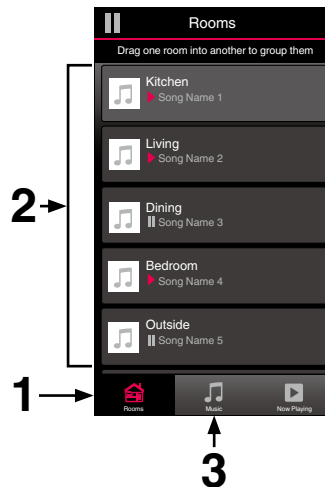 Rooms
Drag one room into another to group them
Kitchen
Song Name 1
Living
Song Name 2
2
Dining
Song Name 3
Bedroom
Song Name 4
Outside
Song Name 5
1
Rooms
Music
Now Playing
3